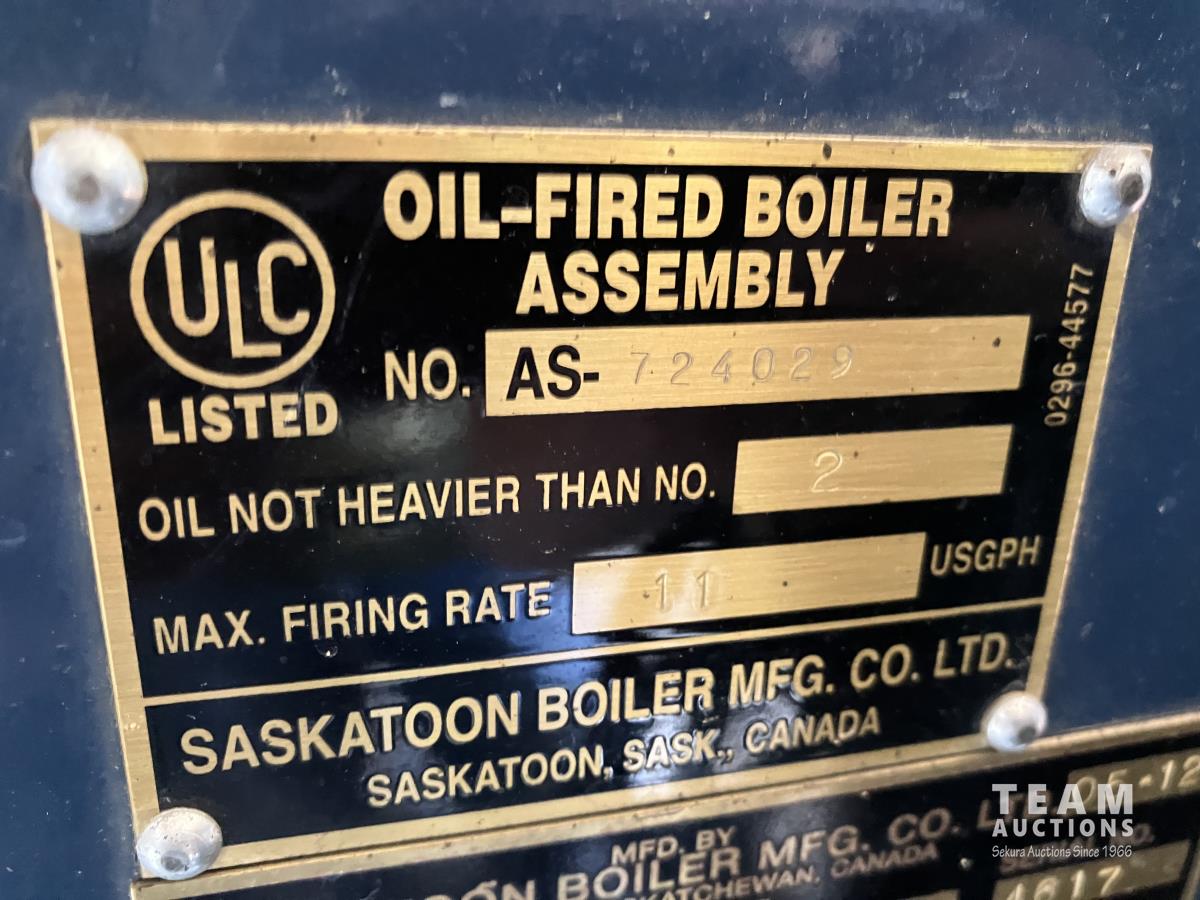 ULC
LISTED
OIL-FIRED BOILER
ASSEMBLY
NO. AS- 724029
0296-44577
OIL NOT HEAVIER THAN NO. 2
MAX. FIRING RATE 11 USGPH
SASKATOON BOILER MFG. CO. LTD.
SASKATOON, SASK., CANADA
MFD. BY
BOILER MFG. CO.
CANADA
4617
TEAM
AUCTIONS
Sekura Auctions Since 1966